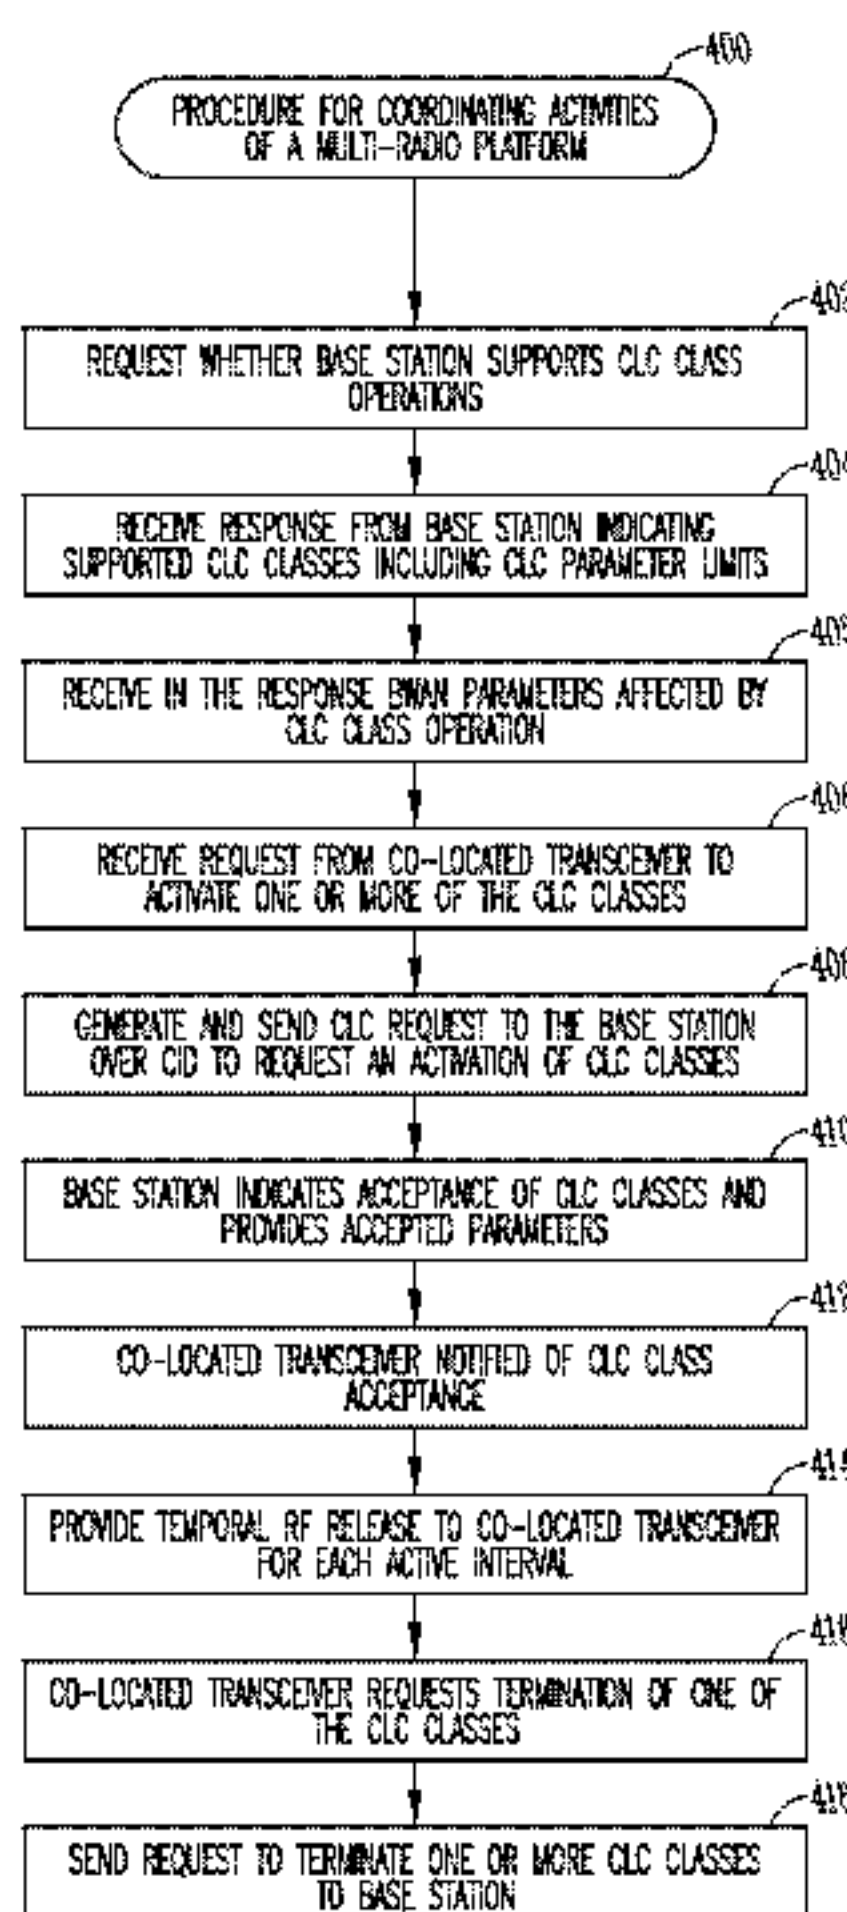 400
PROCEDURE FOR COORDINATING ACTIVITIES
OF A MULTI-RADIO PLATFORM
REQUEST WHETHER BASE STATION SUPPORTS CLC CLASS
OPERATIONS
RECEIVE RESPONSE FROM BASE STATION INDICATING
SUPPORTED CLC CLASSES INCLUDING CLC PARAMETER LIMITS
RECEIVE IN THE RESPONSE BWAN PARAMETERS AFFECTED BY
CLC CLASS OPERATION
RECEIVE REQUEST FROM CO-LOCATED TRANSCEIVER TO
ACTIVATE ONE OR MORE OF THE CLC CLASSES
GENERATE AND SEND CLC REQUEST TO THE BASE STATION
OVER CID TO REQUEST AN ACTIVATION OF CLC CLASSES
410
BASE STATION INDICATES ACCEPTANCE OF CLC CLASSES AND
PROVIDES ACCEPTED PARAMETERS
CO-LOCATED TRANSCEIVER NOTIFIED OF CLC CLASS
ACCEPTANCE
PROVIDE TEMPORAL RF RELEASE TO CO-LOCATED TRANSCEIVER
FOR EACH ACTIVE INTERVAL
CO-LOCATED TRANSCEIVER REQUESTS TERMINATION OF ONE OF
THE CLC CLASSES
SEND REQUEST TO TERMINATE ONE OR MORE CLC CLASSES
TO BASE STATION